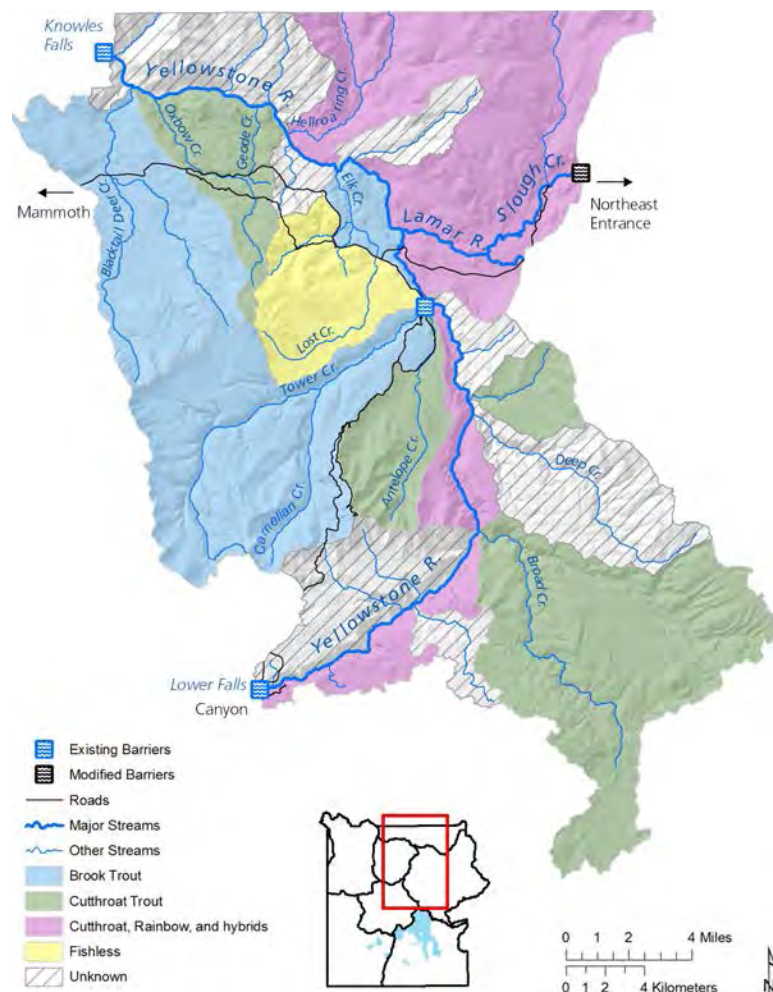 Knowles
Falls
Yellowstone R.
Hellroaring Cr.
Oxbow Cr.
Geode Cr.
Slough Cr.
Elk Cr.
Mammoth
Blacktail Deer Cr.
Lamar R.
Northeast
Entrance
Lost Cr.
Tower Cr.
Antelope Cr.
Deep Cr.
Carnelian Cr.
Broad Cr.
Yellowstone R.
Lower Falls
Canyon
Existing Barriers
Modified Barriers
Roads
Major Streams
Other Streams
Brook Trout
Cutthroat Trout
Cutthroat, Rainbow, and hybrids
Fishless
Unknown
0 1 2 4 Miles
0 1 2 4 Kilometers